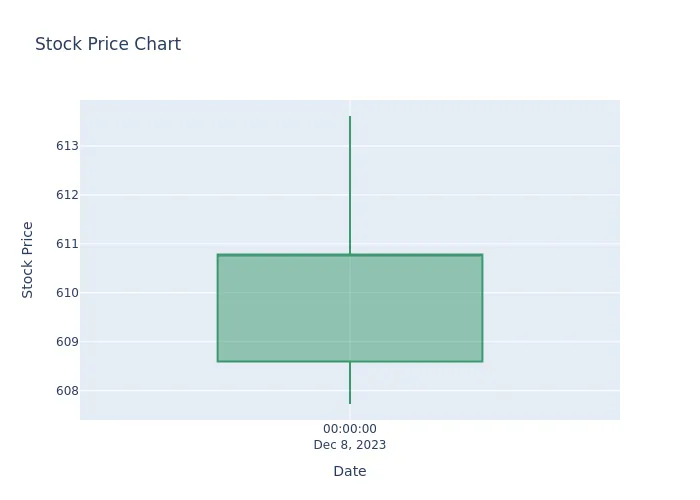 Stock Price Chart
Stock Price
613
612
611
610
609
608
00:00:00
Dec 8, 2023
Date